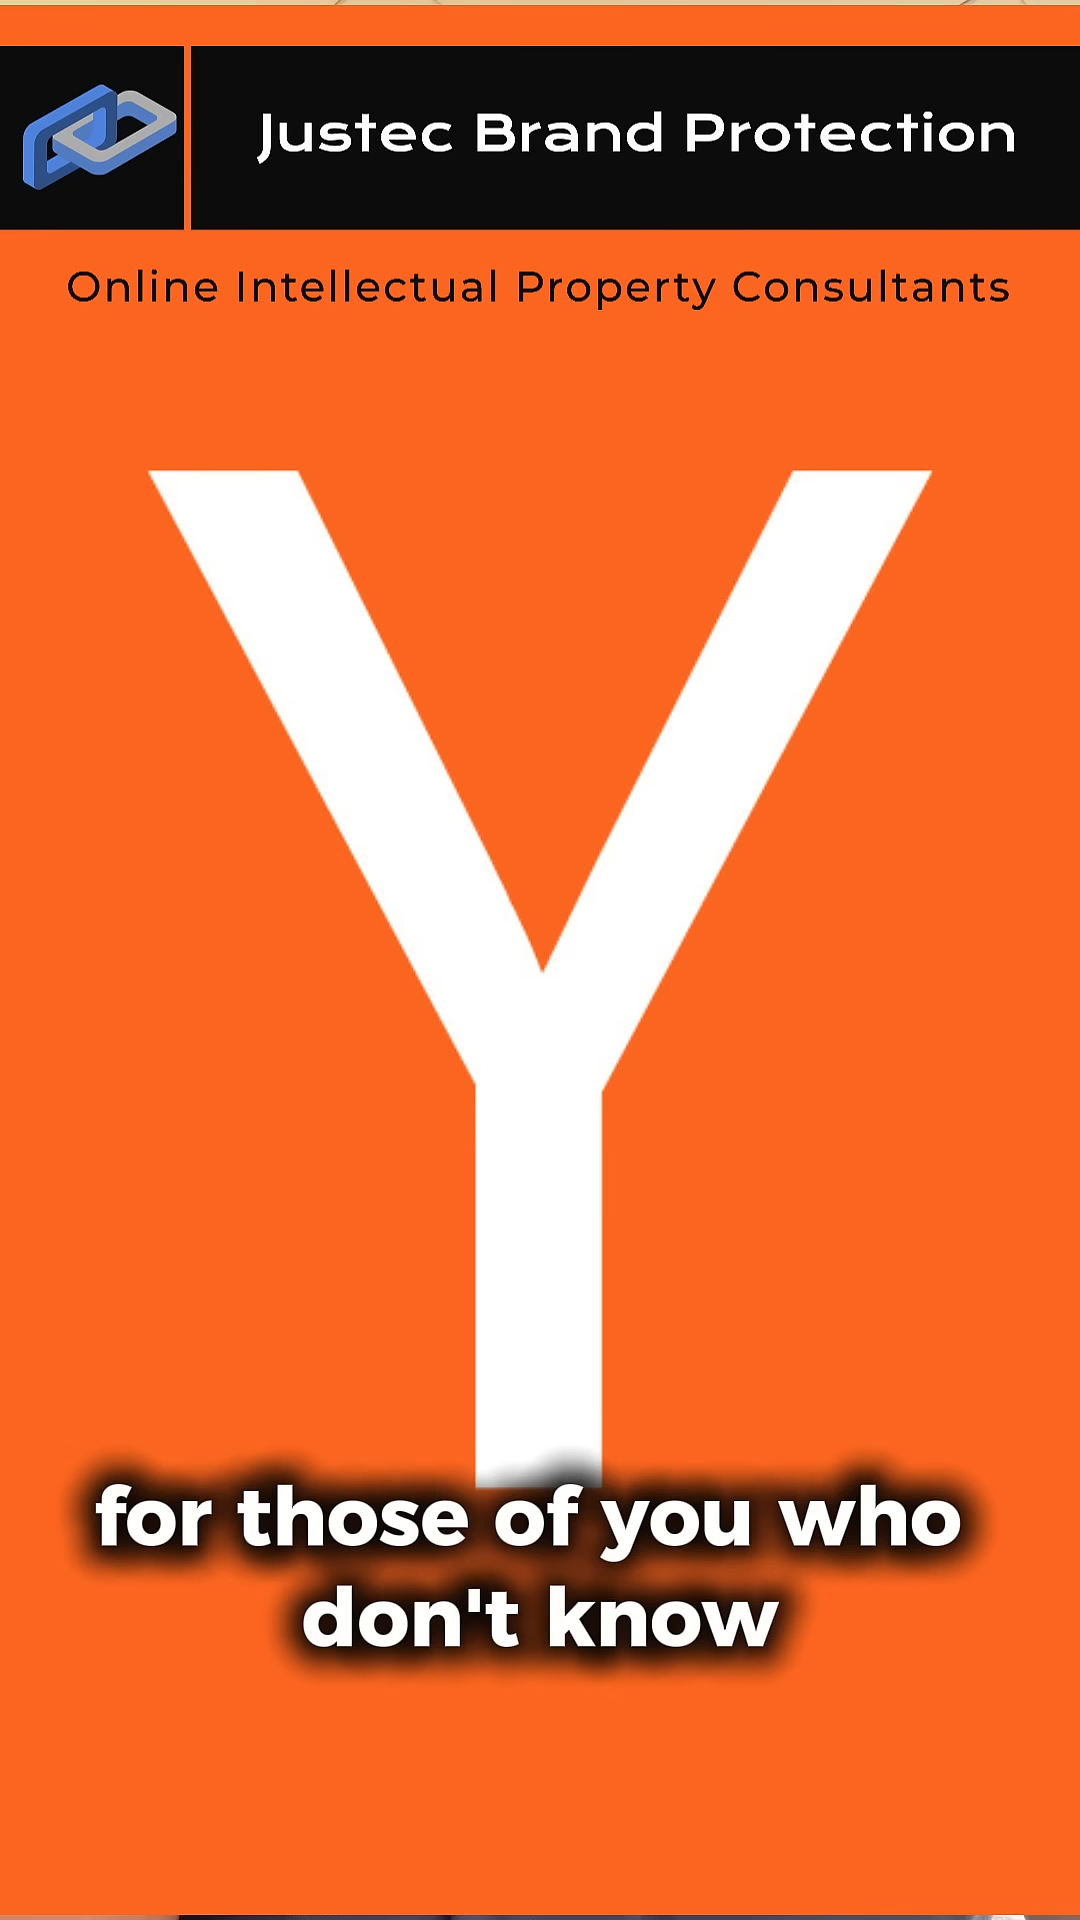 Justec Brand Protection
Online Intellectual Property Consultants
Y
for those of you who
don't know